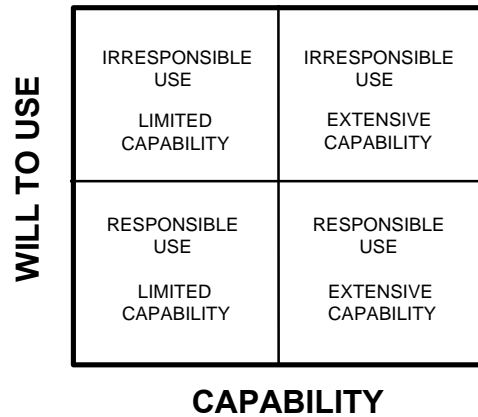 WILL TO USE
IRRESPONSIBLE
USE
LIMITED
CAPABILITY
IRRESPONSIBLE
USE
EXTENSIVE
CAPABILITY
RESPONSIBLE
USE
LIMITED
CAPABILITY
RESPONSIBLE
USE
EXTENSIVE
CAPABILITY
CAPABILITY